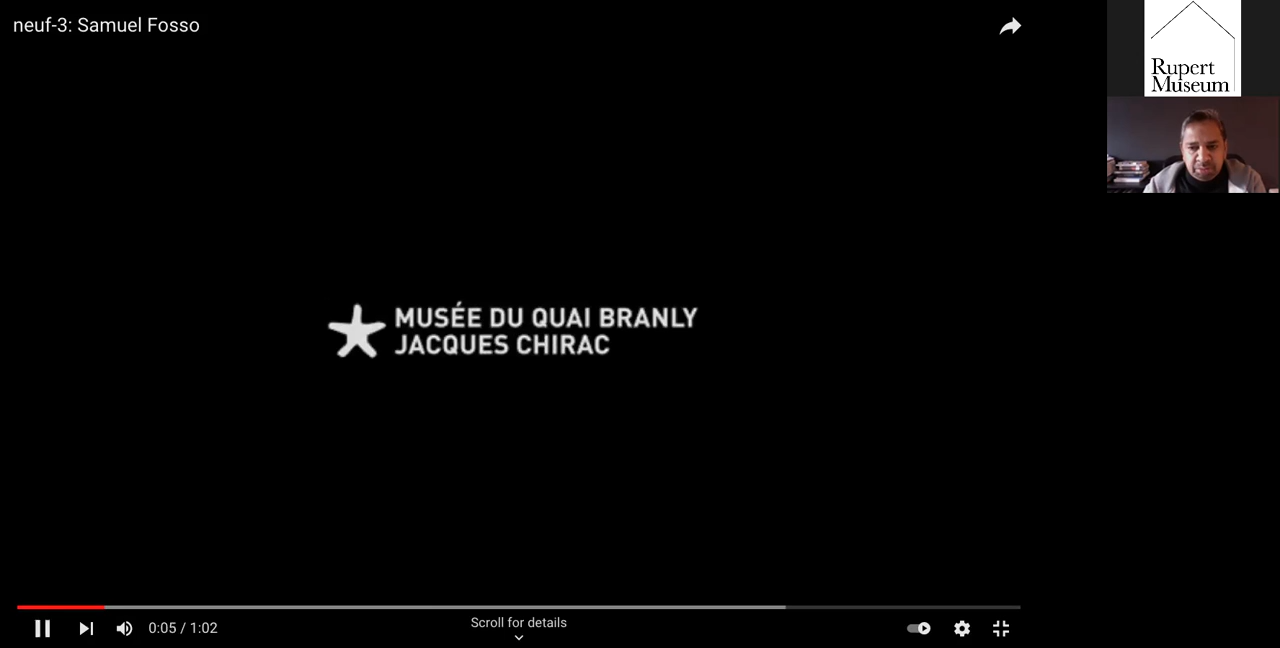 neuf-3: Samuel Fosso
Rupert
Museum
MUSÉE DU QUAI BRANLY
JACQUES CHIRAC
0:05 / 1:02
Scroll for details